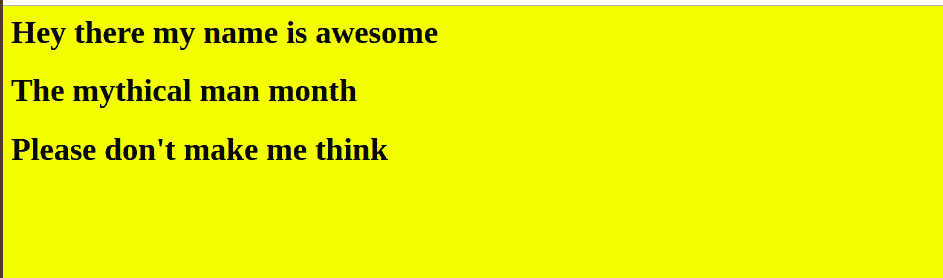 Hey there my name is awesome
The mythical man month
Please don't make me think